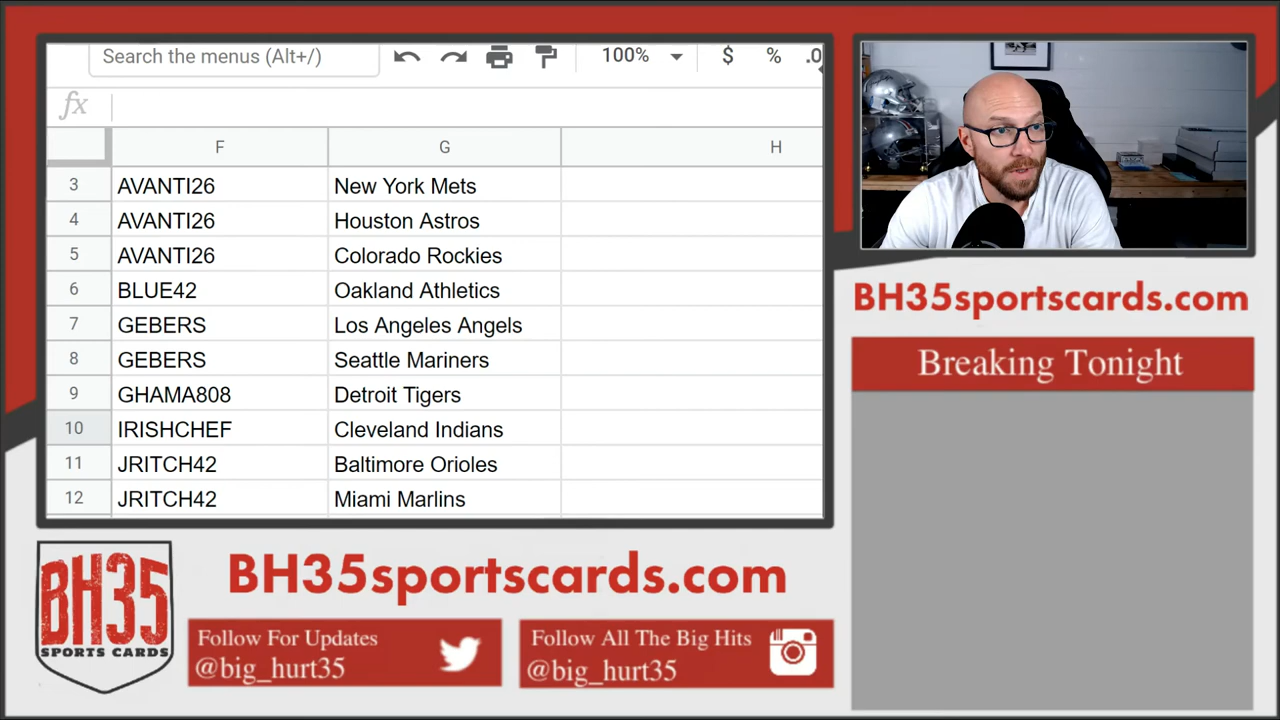 Search the menus (Alt+/)
100%
$
%
.0
fx
F
G
H
3 AVANTI26 New York Mets
4 AVANTI26 Houston Astros
5 AVANTI26 Colorado Rockies
6 BLUE42 Oakland Athletics
7 GEBERS Los Angeles Angels
8 GEBERS Seattle Mariners
9 GHAMA808 Detroit Tigers
10 IRISHCHEF Cleveland Indians
11 JRITCH42 Baltimore Orioles
12 JRITCH42 Miami Marlins
BH35sportscards.com
Breaking Tonight
BH35
SPORTS CARDS
BH35sportscards.com
Follow For Updates
@big_hurt35
Follow All The Big Hits
@big_hurt35